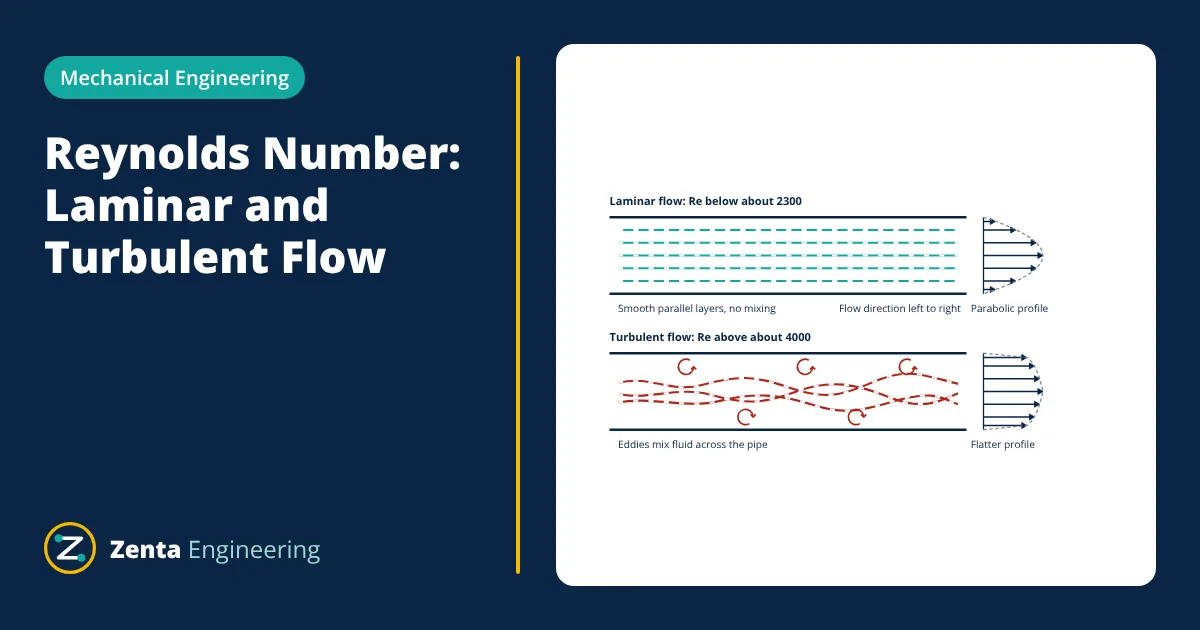 Mechanical Engineering
Reynolds Number:
Laminar and
Turbulent Flow
Zenta Engineering
Laminar flow: Re below about 2300
Smooth parallel layers, no mixing
Flow direction left to right
Parabolic profile
Turbulent flow: Re above about 4000
Eddies mix fluid across the pipe
Flatter profile